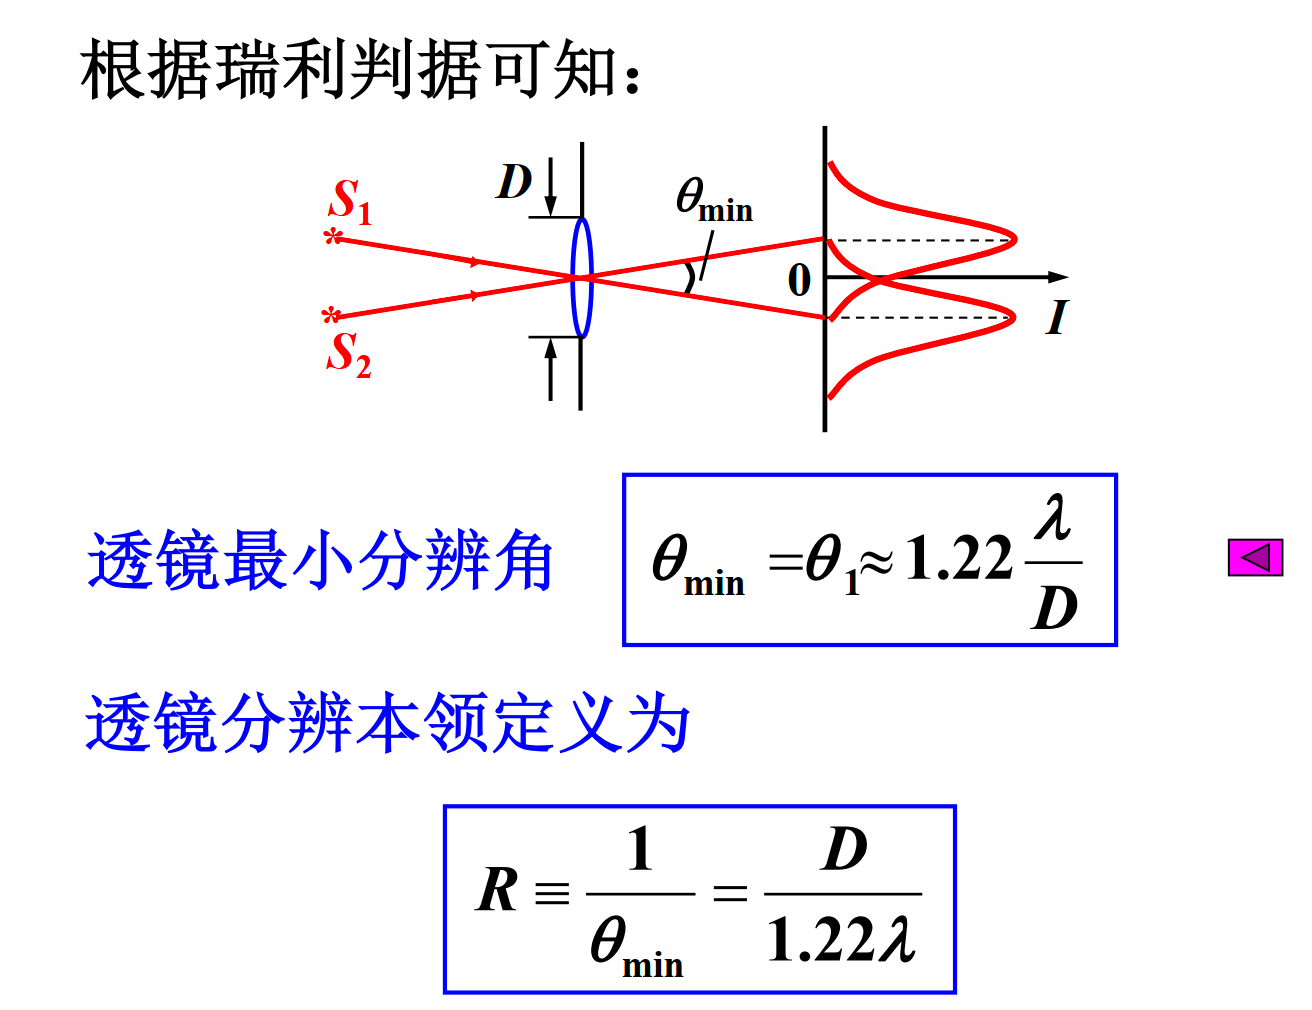 根据瑞利判据可知：
D
θmin
S1
*
0
I
*
S2
透镜最小分辨角
θmin =θ1≈ 1.22 λ/D
透镜分辨本领定义为
R ≡ 1/θmin = D/1.22λ